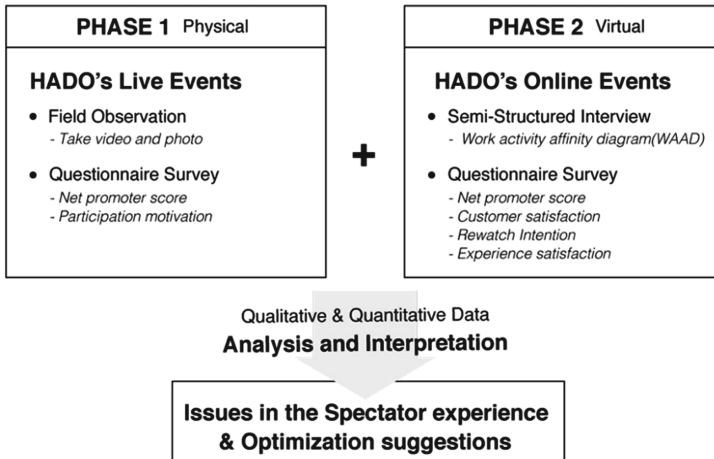 PHASE 1 Physical
HADO's Live Events
• Field Observation
- Take video and photo
• Questionnaire Survey
- Net promoter score
- Participation motivation
+
PHASE 2 Virtual
HADO's Online Events
• Semi-Structured Interview
- Work activity affinity diagram(WAAD)
• Questionnaire Survey
- Net promoter score
- Customer satisfaction
- Rewatch Intention
- Experience satisfaction
Qualitative & Quantitative Data
Analysis and Interpretation
Issues in the Spectator experience
& Optimization suggestions